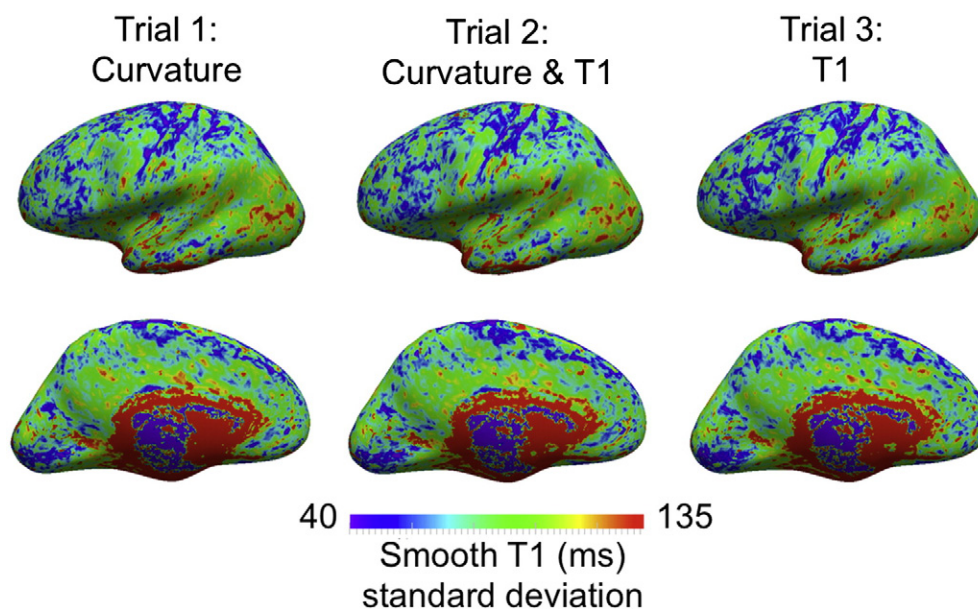 Trial 1:
Curvature
Trial 2:
Curvature & T1
Trial 3:
T1
40
135
Smooth T1 (ms)
standard deviation